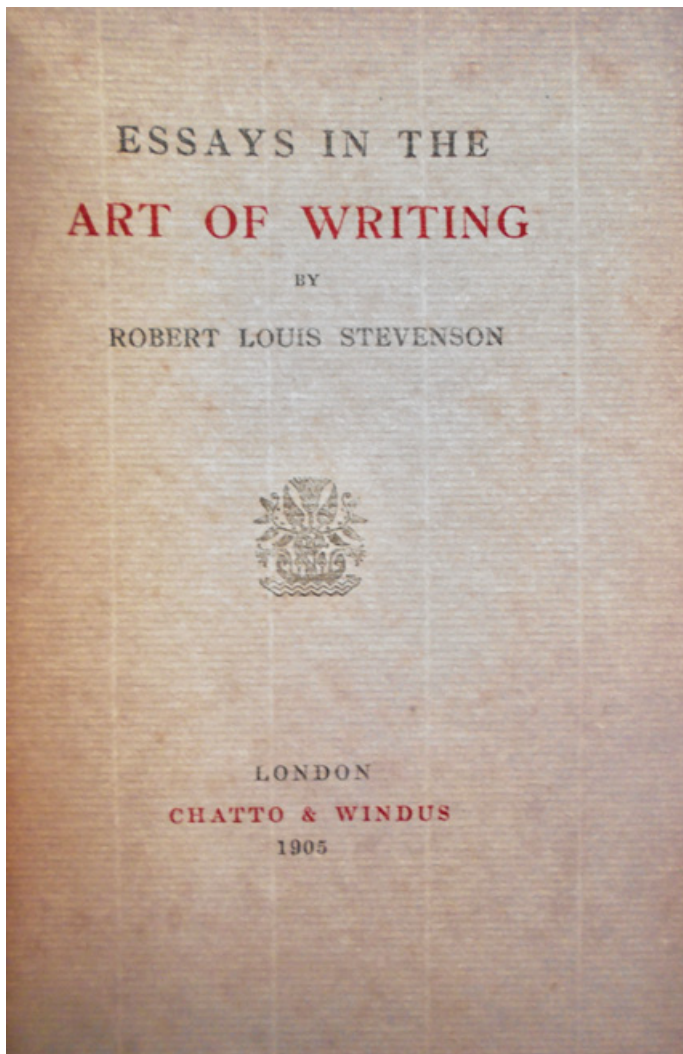 ESSAYS IN THE
ART OF WRITING
BY
ROBERT LOUIS STEVENSON
LONDON
CHATTO & WINDUS
1905